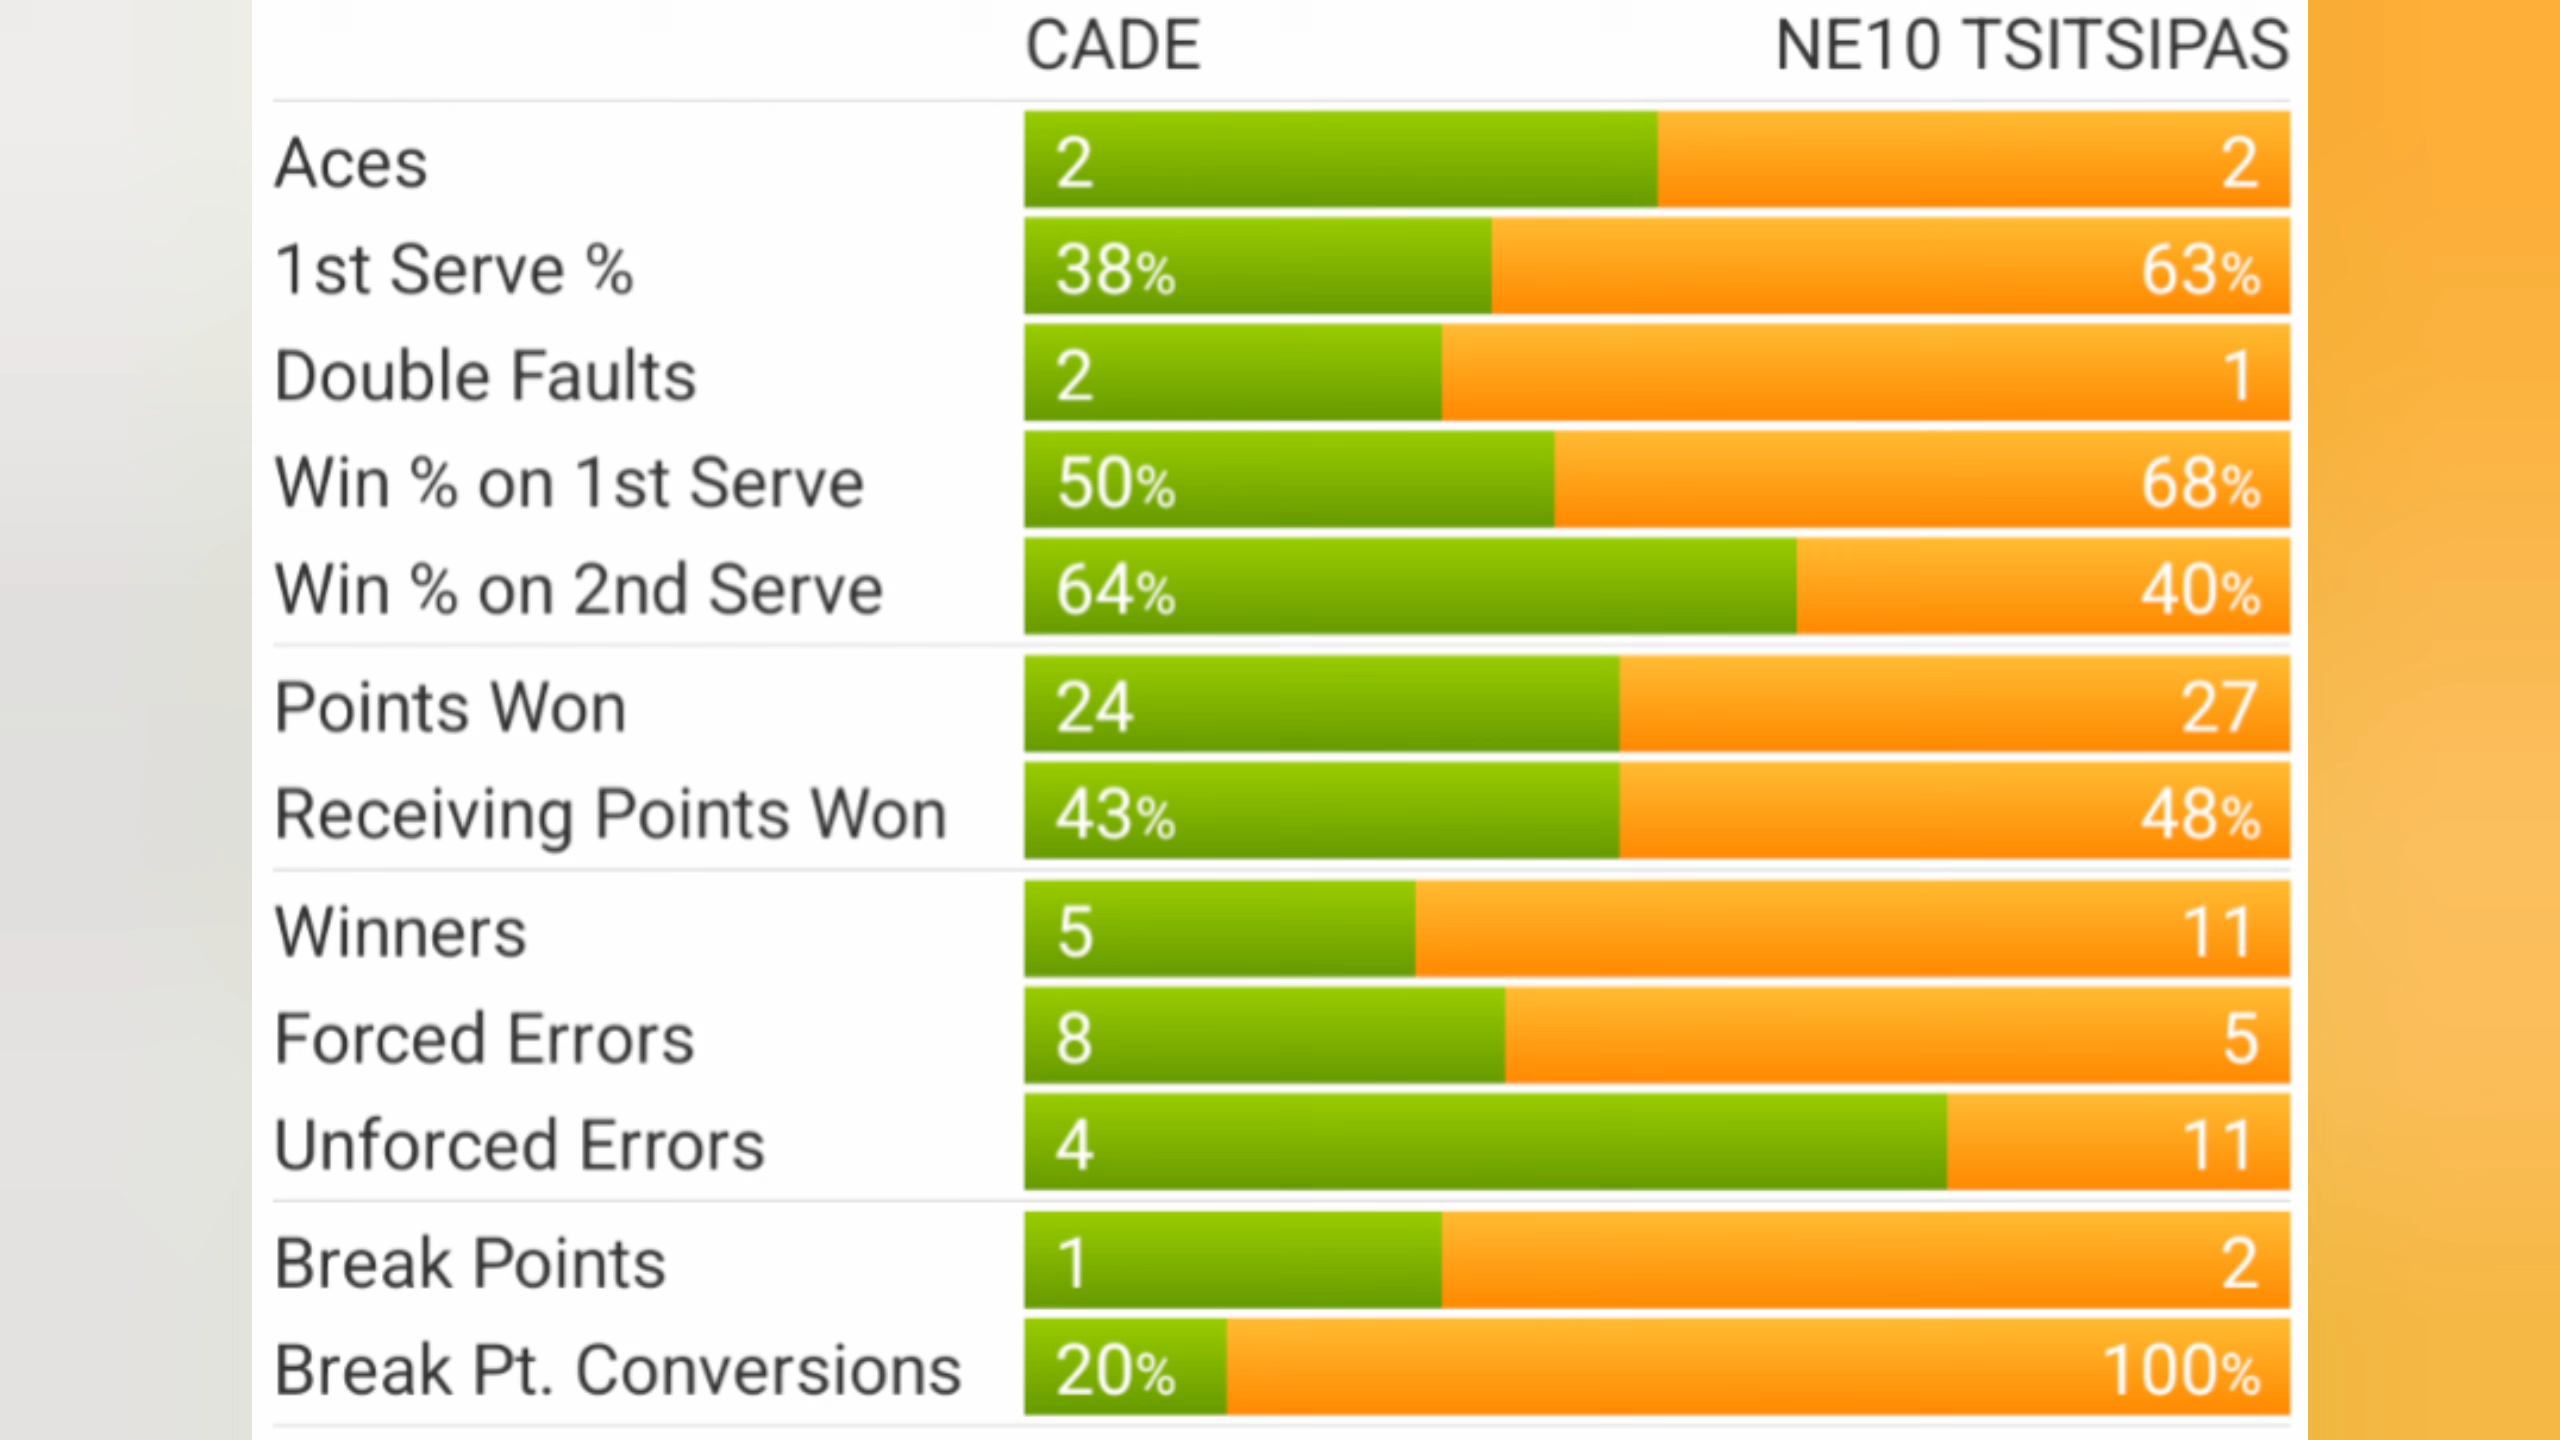 CADE NE10 TSITSIPAS
Aces 2 2
1st Serve % 38% 63%
Double Faults 2 1
Win % on 1st Serve 50% 68%
Win % on 2nd Serve 64% 40%
Points Won 24 27
Receiving Points Won 43% 48%
Winners 5 11
Forced Errors 8 5
Unforced Errors 4 11
Break Points 1 2
Break Pt. Conversions 20% 100%